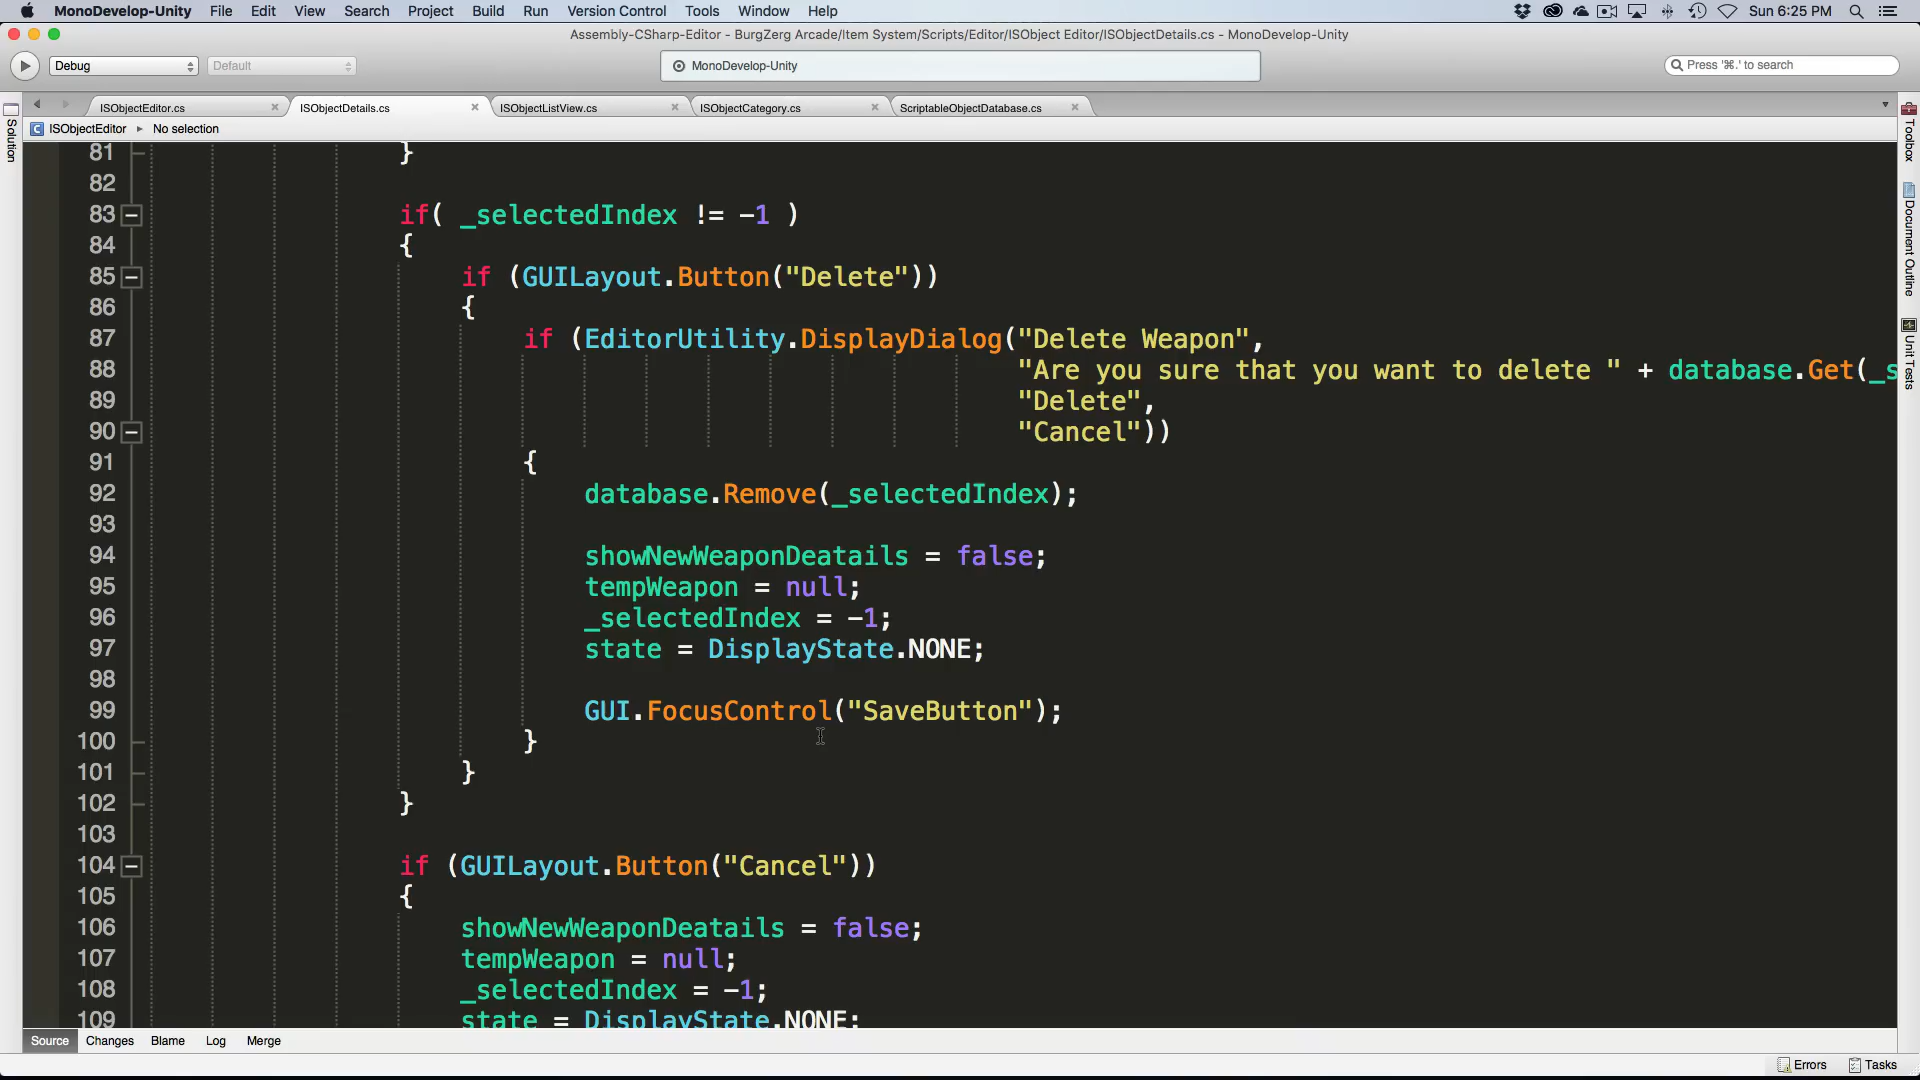 MonoDevelop-Unity File Edit View Search Project Build Run Version Control Tools Window Help Sun 6:25 PM
Assembly-CSharp-Editor - BurgZerg Arcade/Item System/Scripts/Editor/ISObject Editor/ISObjectDetails.cs - MonoDevelop-Unity
Debug Default MonoDevelop-Unity Press '⌘.' to search
ISObjectEditor.cs ISObjectDetails.cs ISObjectListView.cs ISObjectCategory.cs ScriptableObjectDatabase.cs
ISObjectEditor No selection
Solution
Toolbox
Document Outline
Unit Tests
81 }
82
83 if( _selectedIndex != -1 )
84 {
85 if (GUILayout.Button("Delete"))
86 {
87 if (EditorUtility.DisplayDialog("Delete Weapon",
88 "Are you sure that you want to delete " + database.Get(_s
89 "Delete",
90 "Cancel"))
91 {
92 database.Remove(_selectedIndex);
93
94 showNewWeaponDeatails = false;
95 tempWeapon = null;
96 _selectedIndex = -1;
97 state = DisplayState.NONE;
98
99 GUI.FocusControl("SaveButton");
100 }
101 }
102 }
103
104 if (GUILayout.Button("Cancel"))
105 {
106 showNewWeaponDeatails = false;
107 tempWeapon = null;
108 _selectedIndex = -1;
109 state = DisplayState.NONE;
Source Changes Blame Log Merge
Errors Tasks